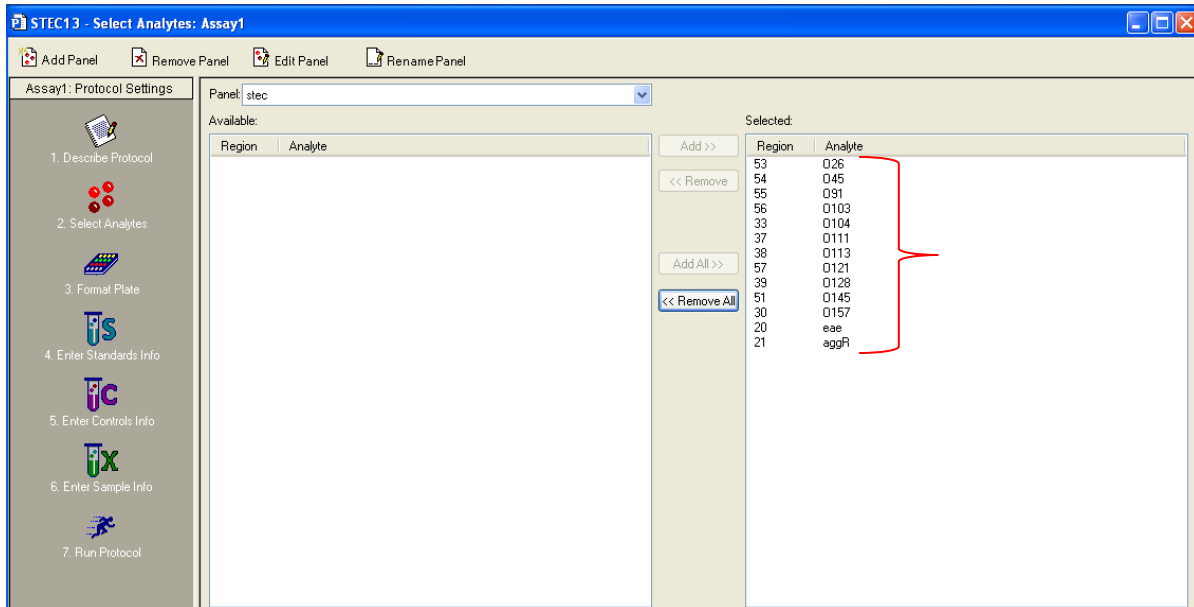 STEC13 - Select Analytes: Assay1
Add Panel Remove Panel Edit Panel Rename Panel
Assay1: Protocol Settings
1. Describe Protocol
2. Select Analytes
3. Format Plate
4. Enter Standards Info
5. Enter Controls Info
6. Enter Sample Info
7. Run Protocol
Panel: stec
Available:
Region Analyte
Add >>
<< Remove
Add All >>
<< Remove All
Selected:
Region Analyte
53 O26
54 O45
55 O91
56 O103
33 O104
37 O111
38 O113
57 O121
39 O128
51 O145
30 O157
20 eae
21 aggR